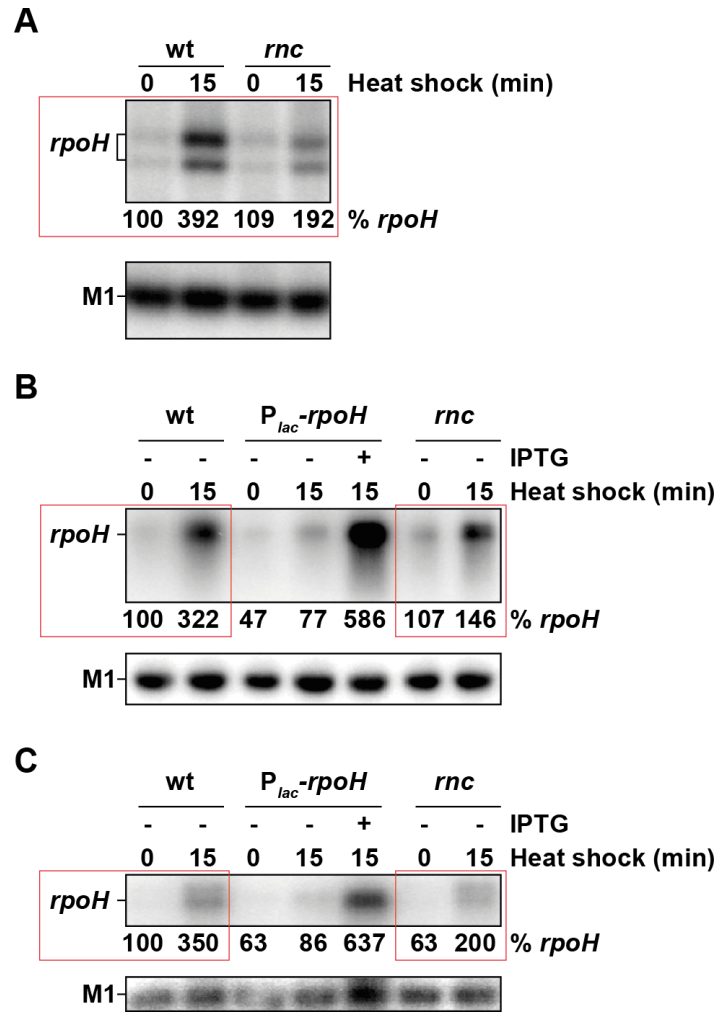 A
wt rnc
0 15 0 15 Heat shock (min)
rpoH
100 392 109 192 % rpoH
M1
B
wt Plac-rpoH rnc
- - - - + - - IPTG
0 15 0 15 15 0 15 Heat shock (min)
rpoH
100 322 47 77 586 107 146 % rpoH
M1
C
wt Plac-rpoH rnc
- - - - + - - IPTG
0 15 0 15 15 0 15 Heat shock (min)
rpoH
100 350 63 86 637 63 200 % rpoH
M1